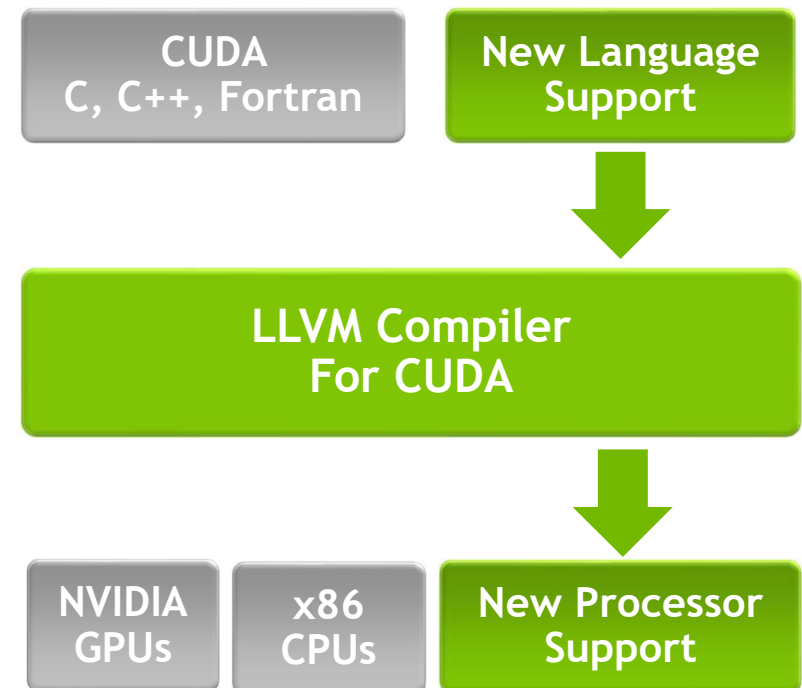 CUDA
C, C++, Fortran
New Language
Support
LLVM Compiler
For CUDA
NVIDIA
GPUs
x86
CPUs
New Processor
Support